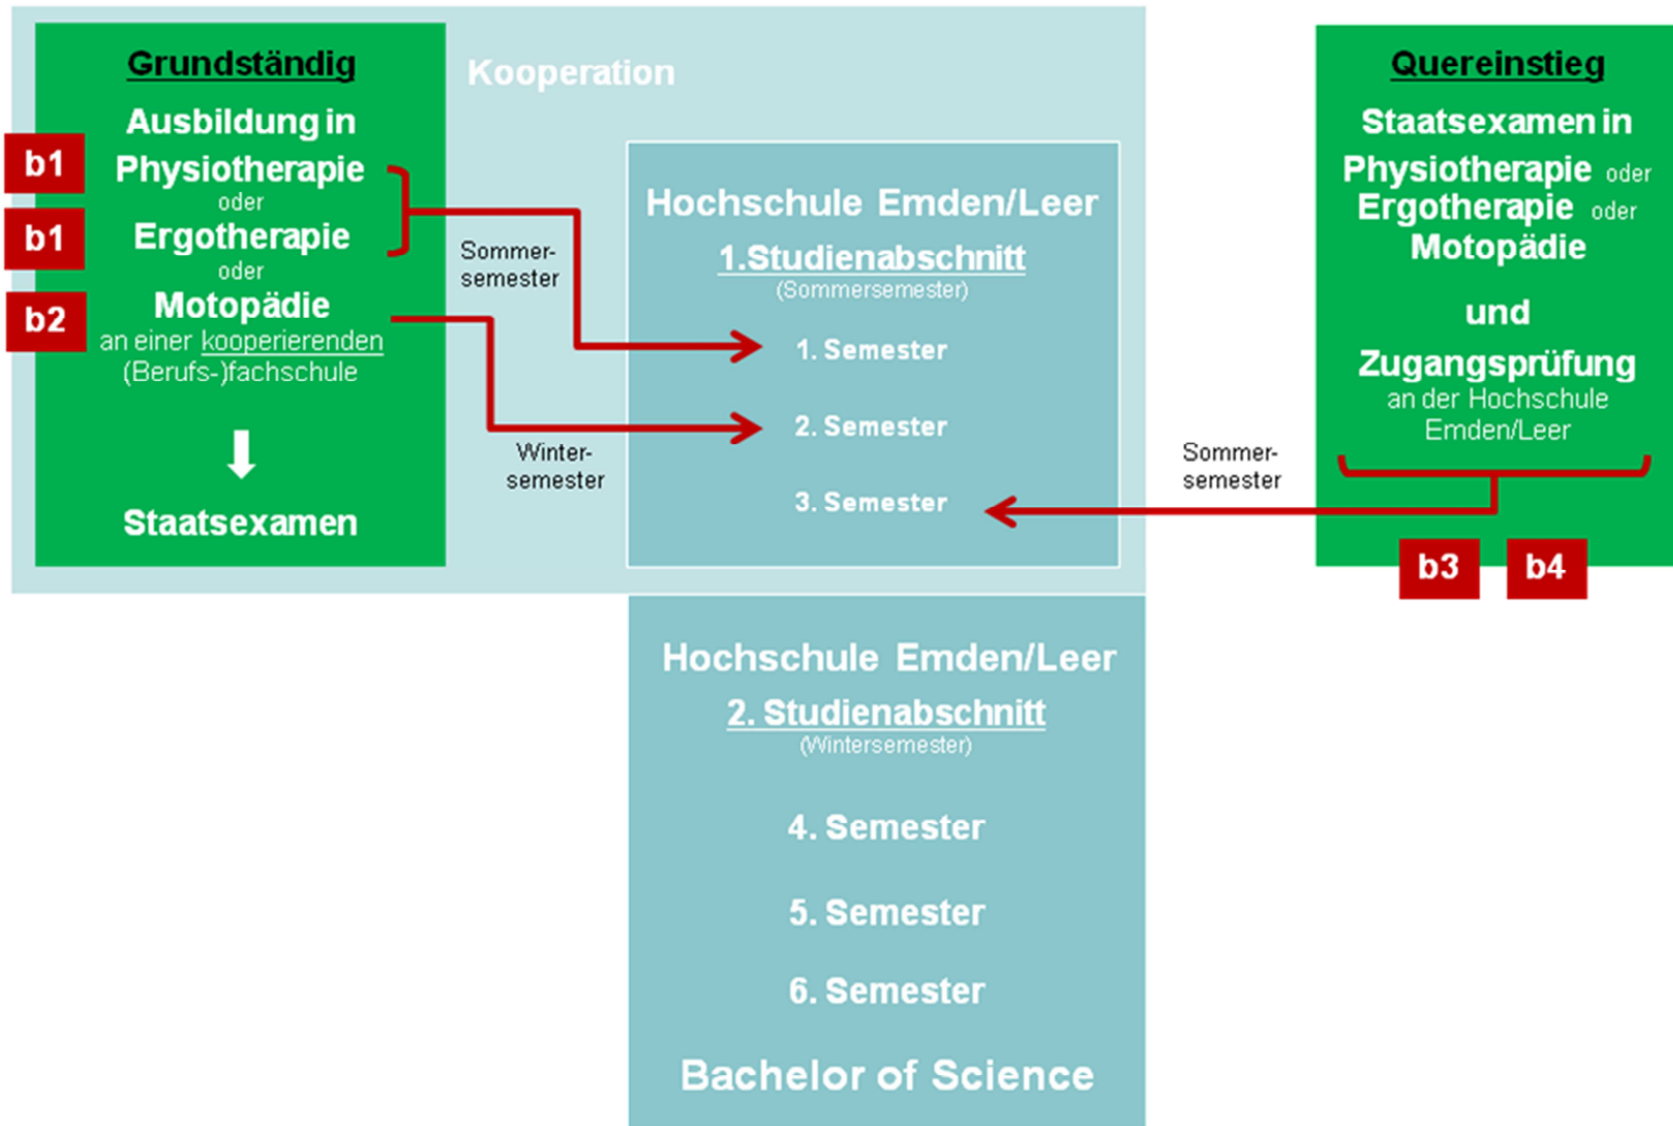 Grundständig
Ausbildung in
b1
Physiotherapie
oder
b1
Ergotherapie
oder
b2
Motopädie
an einer kooperierenden
(Berufs-)fachschule
Staatsexamen
Kooperation
Sommer-
semester
Winter-
semester
Hochschule Emden/Leer
1.Studienabschnitt
(Sommersemester)
1. Semester
2. Semester
3. Semester
Hochschule Emden/Leer
2. Studienabschnitt
(Wintersemester)
4. Semester
5. Semester
6. Semester
Bachelor of Science
Sommer-
semester
Quereinstieg
Staatsexamen in
Physiotherapie oder
Ergotherapie oder
Motopädie
und
Zugangsprüfung
an der Hochschule
Emden/Leer
b3 b4